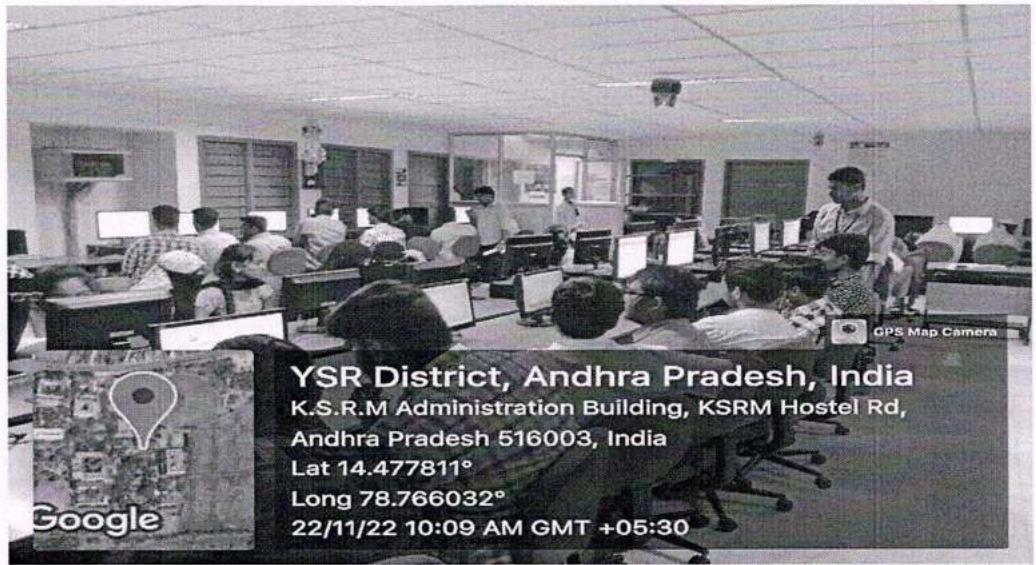 GPS Map Camera
YSR District, Andhra Pradesh, India
K.S.R.M Administration Building, KSRM Hostel Rd,
Andhra Pradesh 516003, India
Lat 14.477811°
Long 78.766032°
22/11/22 10:09 AM GMT +05:30
Google